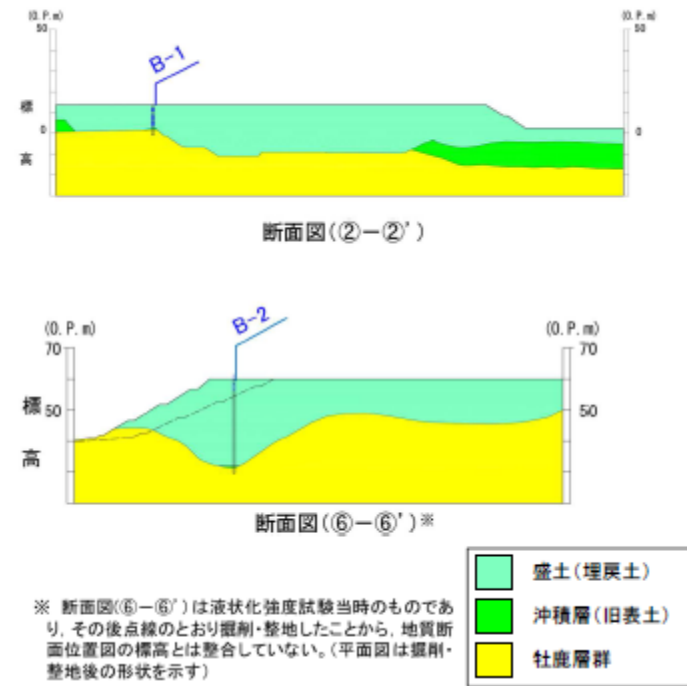 (O.P.m) (O.P.m)
50 50
B-1
標
0 0
高
断面図(②-②')
B-2
(O.P.m) (O.P.m)
70 70
標
50 50
高
断面図(⑥-⑥')※
※ 断面図(⑥-⑥')は液状化強度試験当時のものであ
り，その後点線のとおり掘削・整地したことから，地質断
面位置図の標高とは整合していない。(平面図は掘削・
整地後の形状を示す)
盛土(埋戻土)
沖積層(旧表土)
牡鹿層群